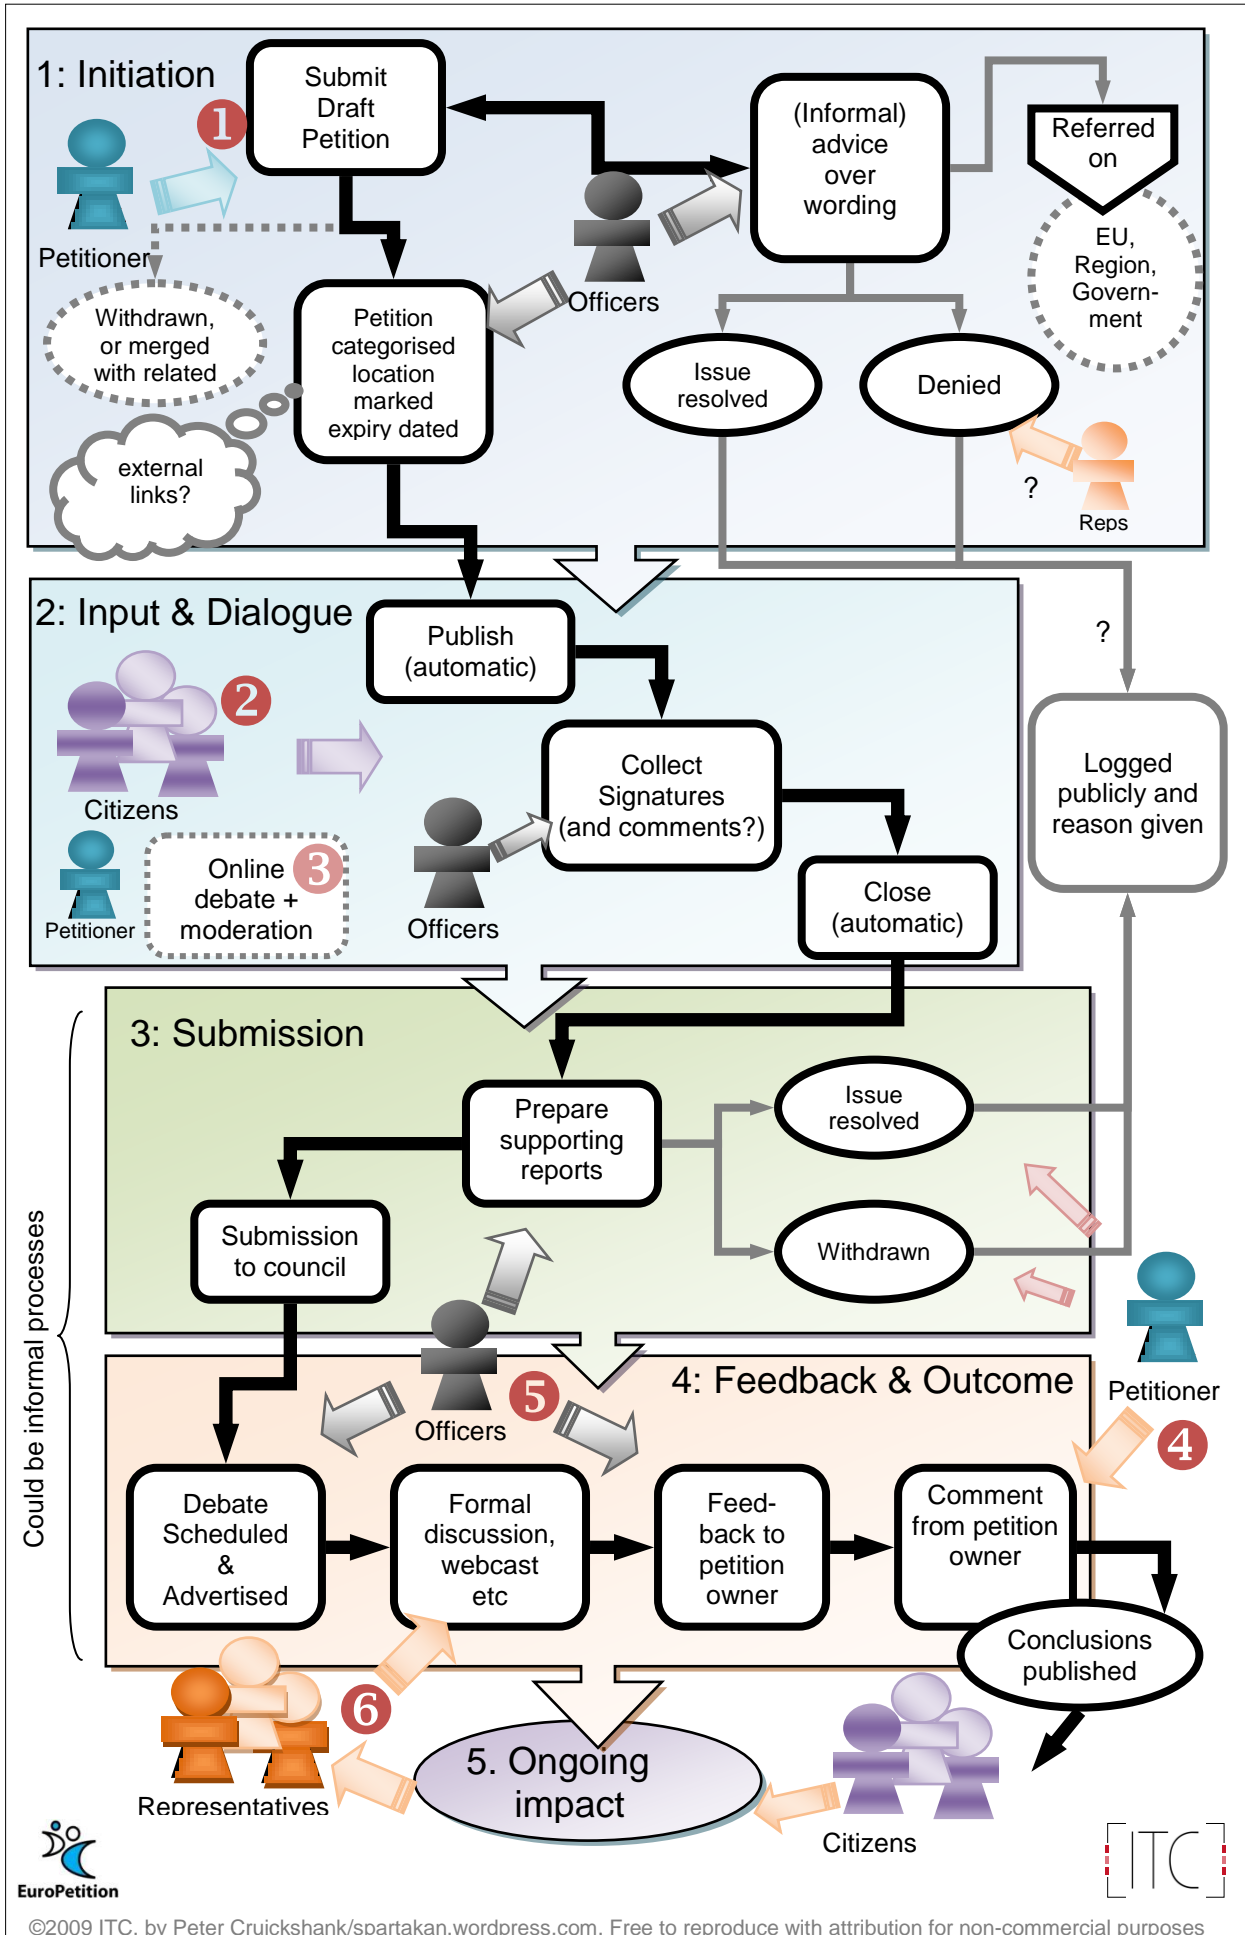 1: Initiation
1
Petitioner
Submit
Draft
Petition
(Informal)
advice
over
wording
Referred
on
EU,
Region,
Govern-
ment
Officers
Withdrawn,
or merged
with related
Petition
categorised
location
marked
expiry dated
external
links?
Issue
resolved
Denied
?
Reps
2: Input & Dialogue
Publish
(automatic)
?
2
Citizens
Collect
Signatures
(and comments?)
Logged
publicly and
reason given
Petitioner
Online
debate +
moderation
3
Officers
Close
(automatic)
Could be informal processes
3: Submission
Prepare
supporting
reports
Issue
resolved
Submission
to council
Withdrawn
Officers
5
Petitioner
4
4: Feedback & Outcome
Debate
Scheduled
&
Advertised
Formal
discussion,
webcast
etc
Feed-
back to
petition
owner
Comment
from petition
owner
Conclusions
published
6
Representatives
5. Ongoing
impact
Citizens
EuroPetition
ITC
©2009 ITC, by Peter Cruickshank/spartakan.wordpress.com. Free to reproduce with attribution for non-commercial purposes